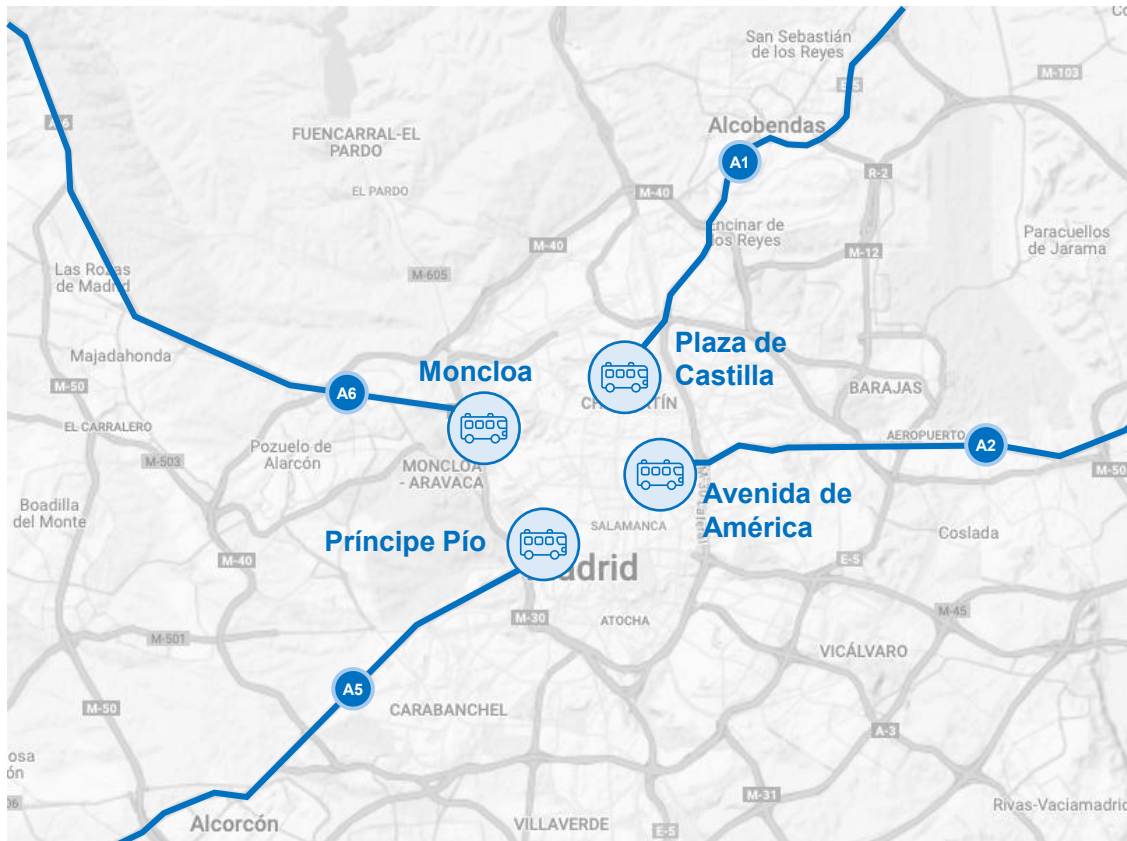 San Sebastián
de los Reyes
E-5
M-103
Alcobendas
FUENCARRAL-EL
PARDO
A1
R-2
EL PARDO
M-40
Encinar de
los Reyes
Paracuellos
de Jarama
M-40
M-12
M-605
Las Rozas
de Madrid
Majadahonda
Plaza de
Castilla
Moncloa
M-50
A6
BARAJAS
EL CARRALERO
AEROPUERTO
A2
Pozuelo de
Alarcón
M-503
MONCLOA
- ARAVACA
M-50
Avenida de
América
Boadilla
del Monte
SALAMANCA
Coslada
Príncipe Pío
M-40
E-5
Madrid
M-45
M-30
ATOCHA
M-501
VICÁLVARO
A5
M-50
CARABANCHEL
A-3
M-31
Rivas-Vaciamadrid
Alcorcón
VILLAVERDE
E-5